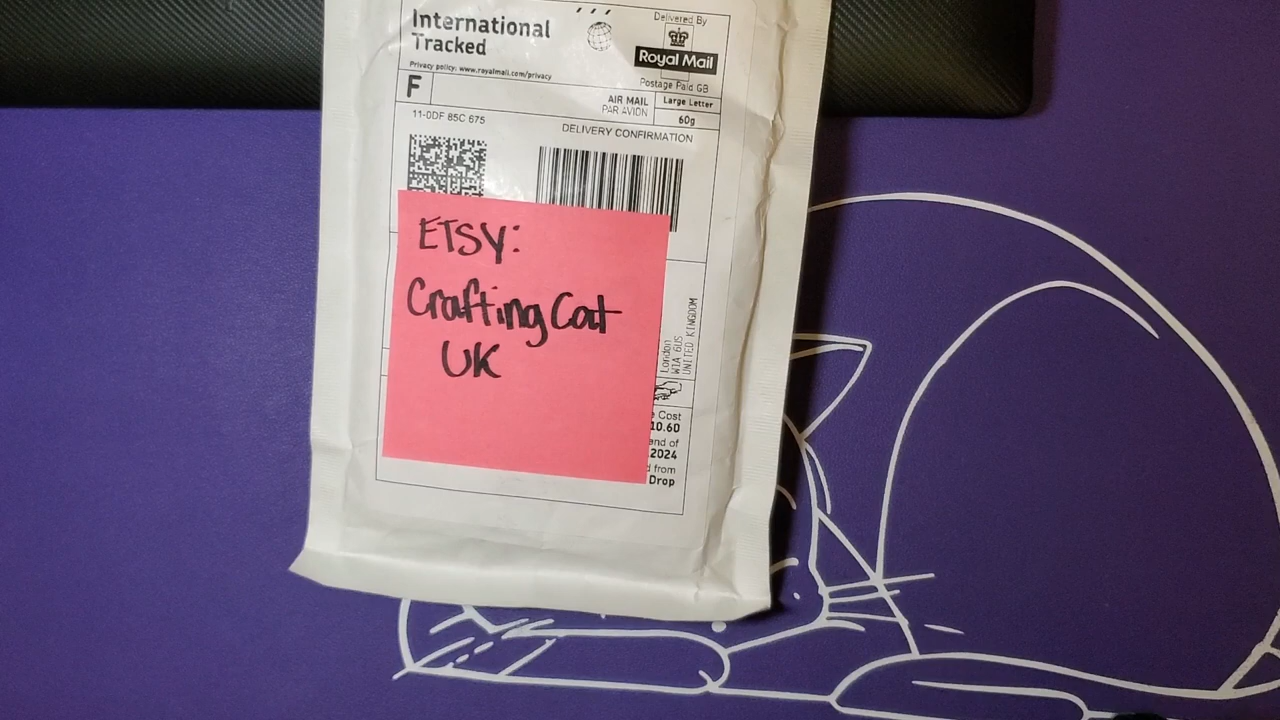 International
Tracked
Delivered By
Royal Mail
Postage Paid GB
Privacy policy: www.royalmail.com/privacy
F
AIR MAIL
PAR AVION
Large Letter
60g
11-0DF 85C 675
DELIVERY CONFIRMATION
ETSY:
Crafting Cat
UK
London
W1A 6US
UNITED KINGDOM
Cost
10.60
and of
2024
from
Drop